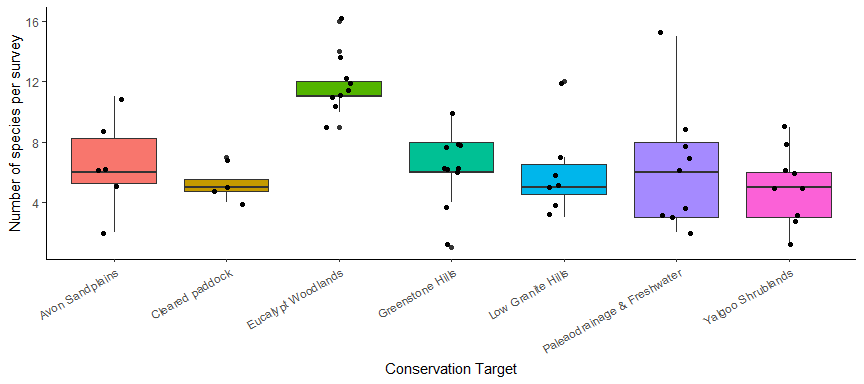 Number of species per survey
16
12
8
4
Avon Sandplains
Cleared paddock
Eucalypt Woodlands
Greenstone Hills
Low Granite Hills
Paleaodrainage & Freshwater
Yalgoo Shrublands
Conservation Target